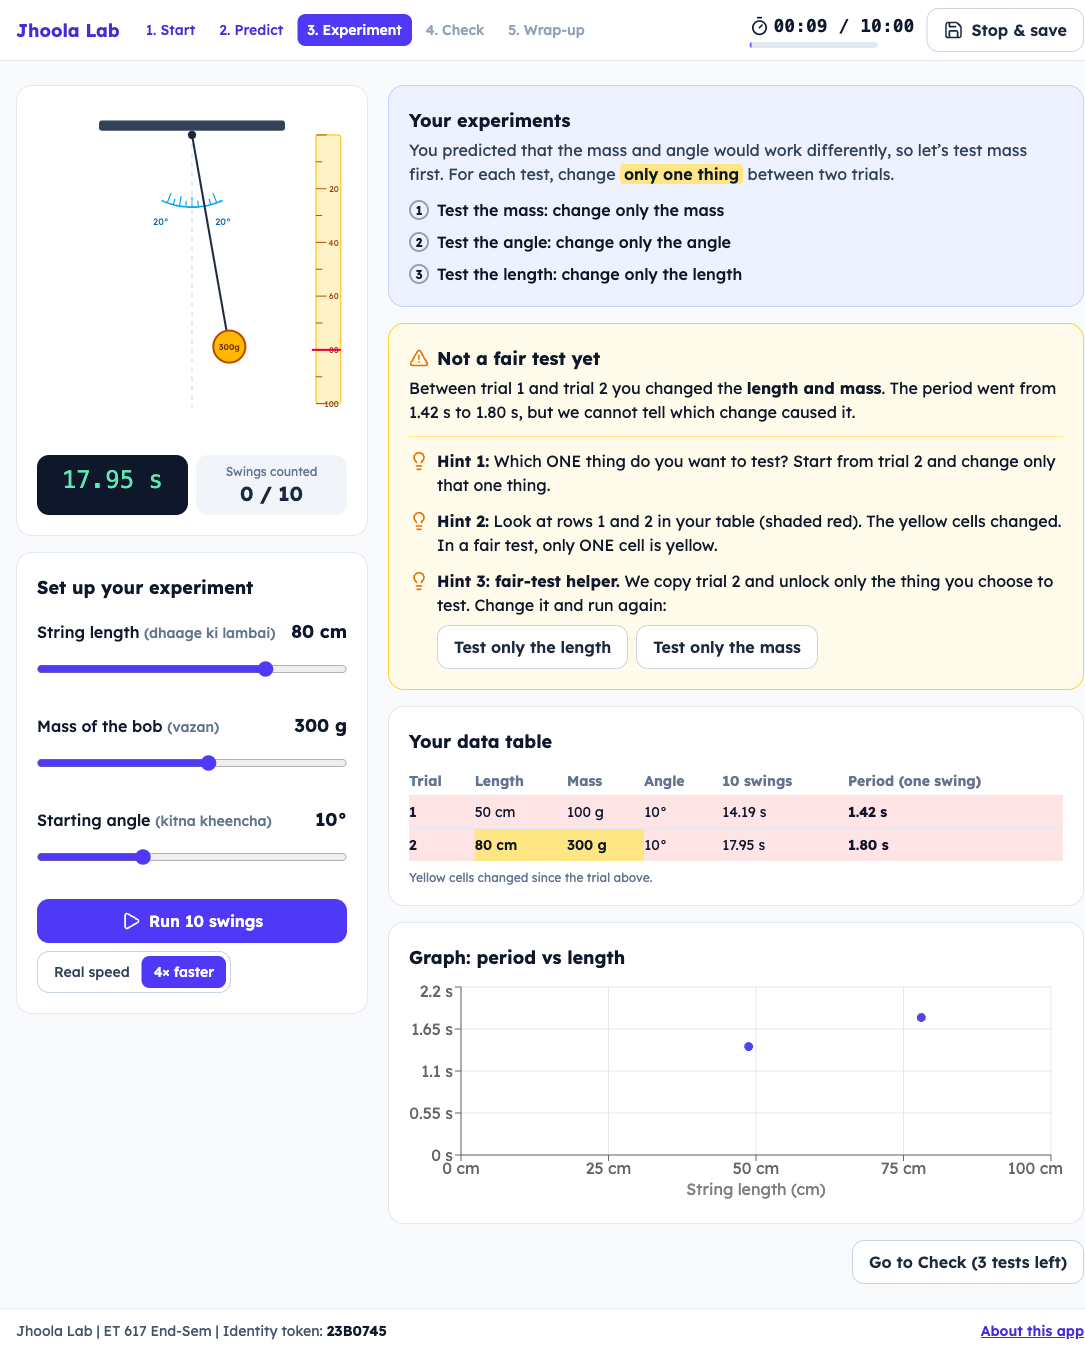 Jhoola Lab
1. Start
2. Predict
3. Experiment
4. Check
5. Wrap-up
00:09 / 10:00
Stop & save
20
40
60
80
100
20°
20°
300g
17.95 s
Swings counted
0 / 10
Set up your experiment
String length (dhaage ki lambai) 80 cm
Mass of the bob (vazan) 300 g
Starting angle (kitna kheencha) 10°
Run 10 swings
Real speed
4× faster
Your experiments
You predicted that the mass and angle would work differently, so let’s test mass
first. For each test, change only one thing between two trials.
1 Test the mass: change only the mass
2 Test the angle: change only the angle
3 Test the length: change only the length
Not a fair test yet
Between trial 1 and trial 2 you changed the length and mass. The period went from
1.42 s to 1.80 s, but we cannot tell which change caused it.
Hint 1: Which ONE thing do you want to test? Start from trial 2 and change only
that one thing.
Hint 2: Look at rows 1 and 2 in your table (shaded red). The yellow cells changed.
In a fair test, only ONE cell is yellow.
Hint 3: fair-test helper. We copy trial 2 and unlock only the thing you choose to
test. Change it and run again:
Test only the length
Test only the mass
Your data table
Trial Length Mass Angle 10 swings Period (one swing)
1 50 cm 100 g 10° 14.19 s 1.42 s
2 80 cm 300 g 10° 17.95 s 1.80 s
Yellow cells changed since the trial above.
Graph: period vs length
2.2 s
1.65 s
1.1 s
0.55 s
0 s
0 cm 25 cm 50 cm 75 cm 100 cm
String length (cm)
Go to Check (3 tests left)
Jhoola Lab | ET 617 End-Sem | Identity token: 23B0745
About this app